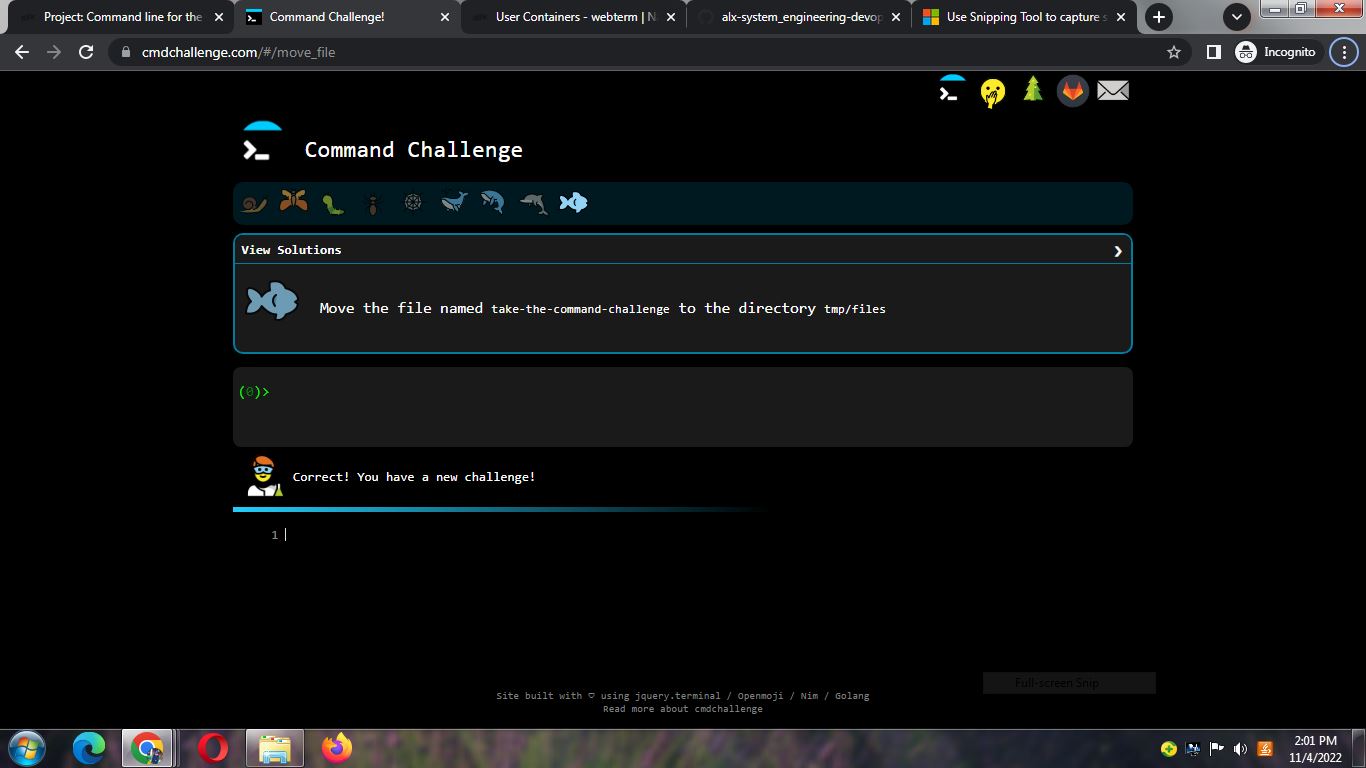 Project: Command line for the
Command Challenge!
User Containers - webterm | N
alx-system_engineering-devop
Use Snipping Tool to capture s
cmdchallenge.com/#/move_file
Incognito
Command Challenge
View Solutions
Move the file named take-the-command-challenge to the directory tmp/files
(0)>
Correct! You have a new challenge!
1
Full-screen Snip
Site built with ♡ using jquery.terminal / Openmoji / Nim / Golang
Read more about cmdchallenge
2:01 PM
11/4/2022